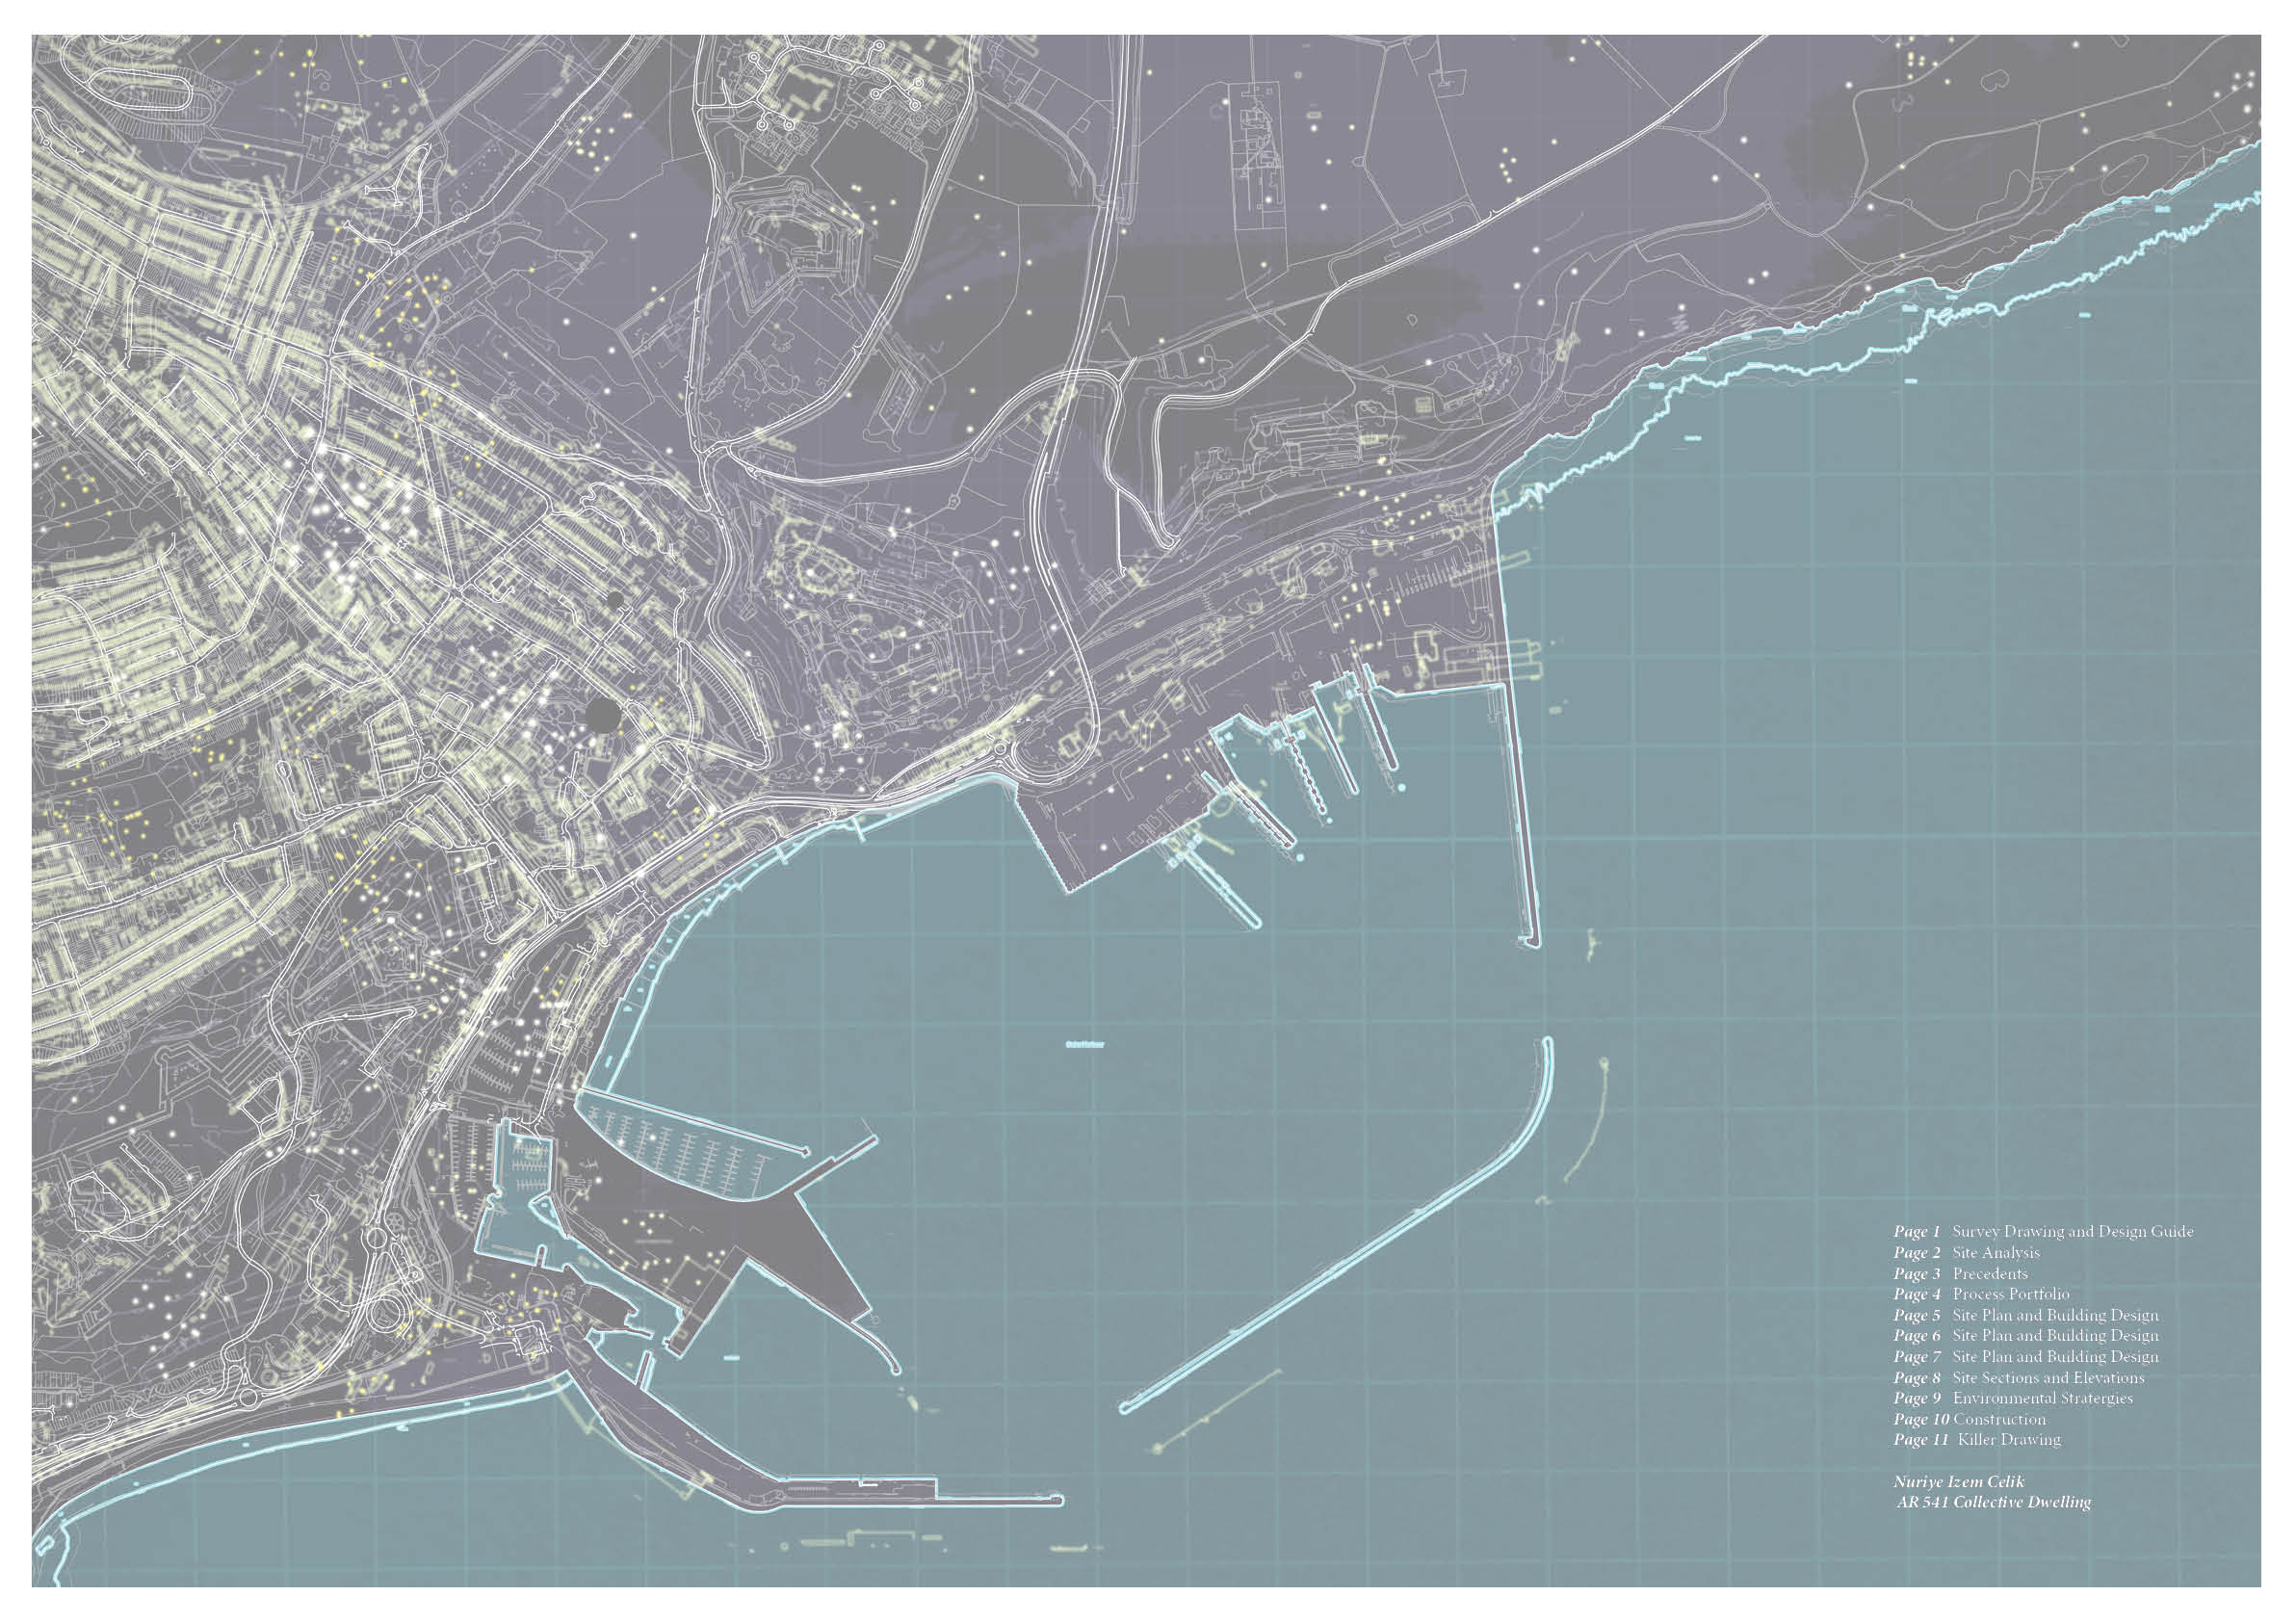 Page 1 Survey Drawing and Design Guide
Page 2 Site Analysis
Page 3 Precedents
Page 4 Process Portfolio
Page 5 Site Plan and Building Design
Page 6 Site Plan and Building Design
Page 7 Site Plan and Building Design
Page 8 Site Sections and Elevations
Page 9 Environmental Stratergies
Page 10 Construction
Page 11 Killer Drawing
Nuriye Izem Celik
AR 541 Collective Dwelling